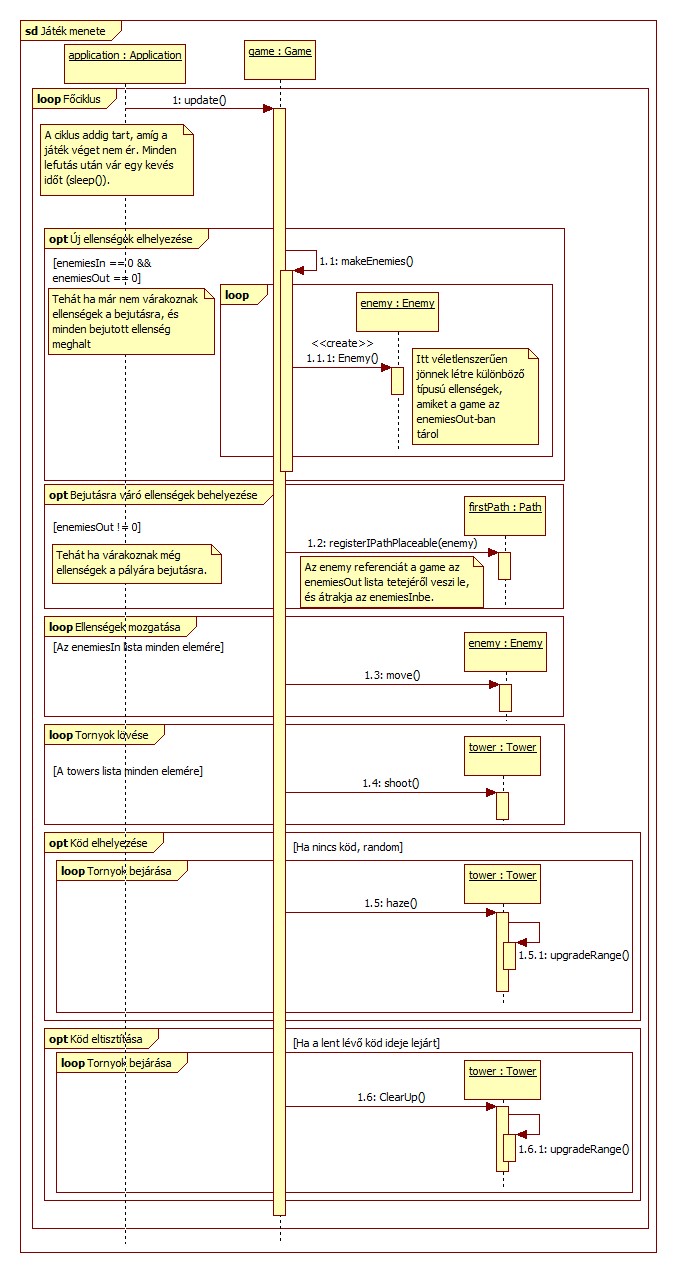 sd Játék menete
application : Application
game : Game
loop Főciklus
1: update()
A ciklus addig tart, amíg a
játék véget nem ér. Minden
lefutás után vár egy kevés
időt (sleep()).
opt Új ellenségek elhelyezése
[enemiesIn == 0 &&
enemiesOut == 0]
1.1: makeEnemies()
Tehát ha már nem várakoznak
ellenségek a bejutásra, és
minden bejutott ellenség
meghalt
loop
enemy : Enemy
<<create>>
1.1.1: Enemy()
Itt véletlenszerűen
jönnek létre különböző
típusú ellenségek,
amiket a game az
enemiesOut-ban
tárol
opt Bejutásra váró ellenségek behelyezése
firstPath : Path
[enemiesOut != 0]
1.2: registerIPathPlaceable(enemy)
Tehát ha várakoznak még
ellenségek a pályára bejutásra.
Az enemy referenciát a game az
enemiesOut lista tetejéről veszi le,
és átrakja az enemiesInbe.
loop Ellenségek mozgatása
[Az enemiesIn lista minden elemére]
enemy : Enemy
1.3: move()
loop Tornyok lövése
tower : Tower
[A towers lista minden elemére]
1.4: shoot()
opt Köd elhelyezése
[Ha nincs köd, random]
loop Tornyok bejárása
tower : Tower
1.5: haze()
1.5.1: upgradeRange()
opt Köd eltisztítása
[Ha a lent lévő köd ideje lejárt]
loop Tornyok bejárása
tower : Tower
1.6: ClearUp()
1.6.1: upgradeRange()